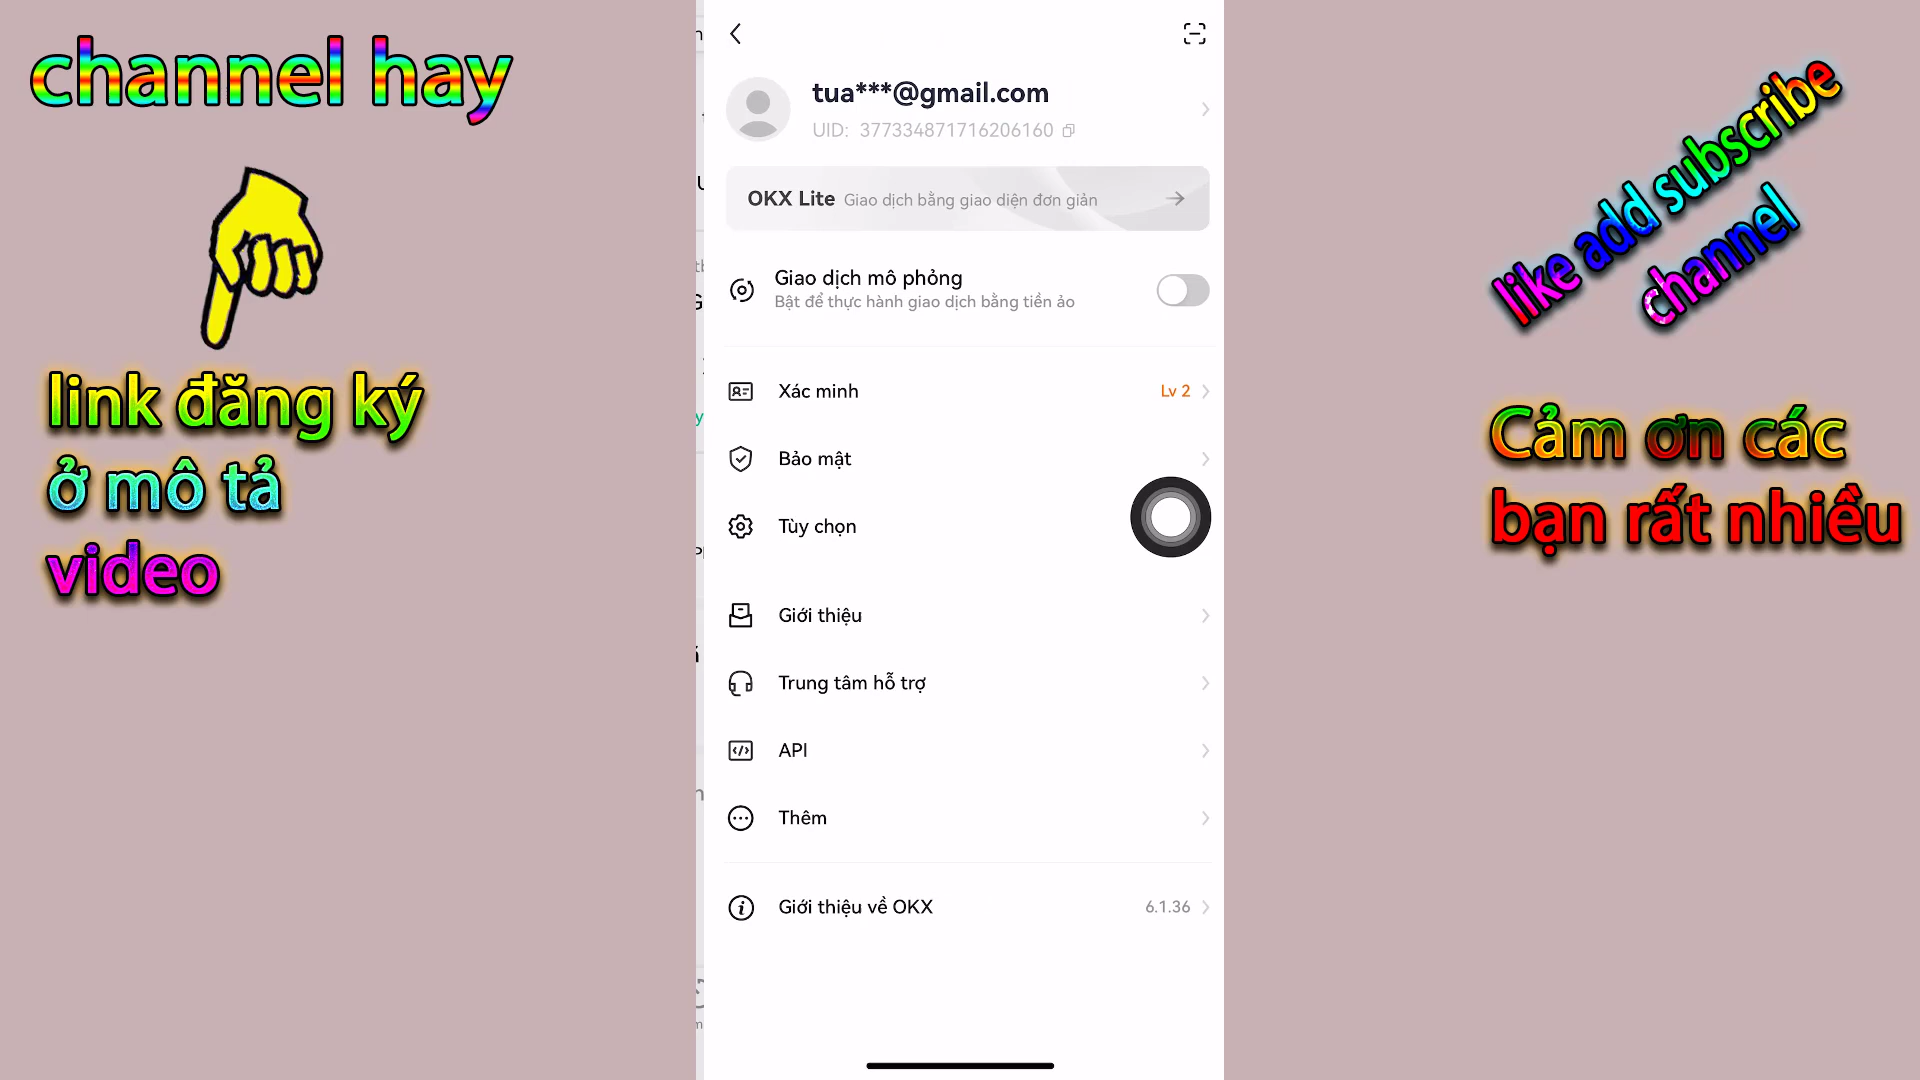 channel hay
link đăng ký
ở mô tả
video
tua***@gmail.com
UID: 377334871716206160
OKX Lite Giao dịch bằng giao diện đơn giản
Giao dịch mô phỏng
Bật để thực hành giao dịch bằng tiền ảo
Xác minh Lv 2
Bảo mật
Tùy chọn
Giới thiệu
Trung tâm hỗ trợ
API
Thêm
Giới thiệu về OKX 6.1.36
like add subscribe
channel
Cảm ơn các
bạn rất nhiều